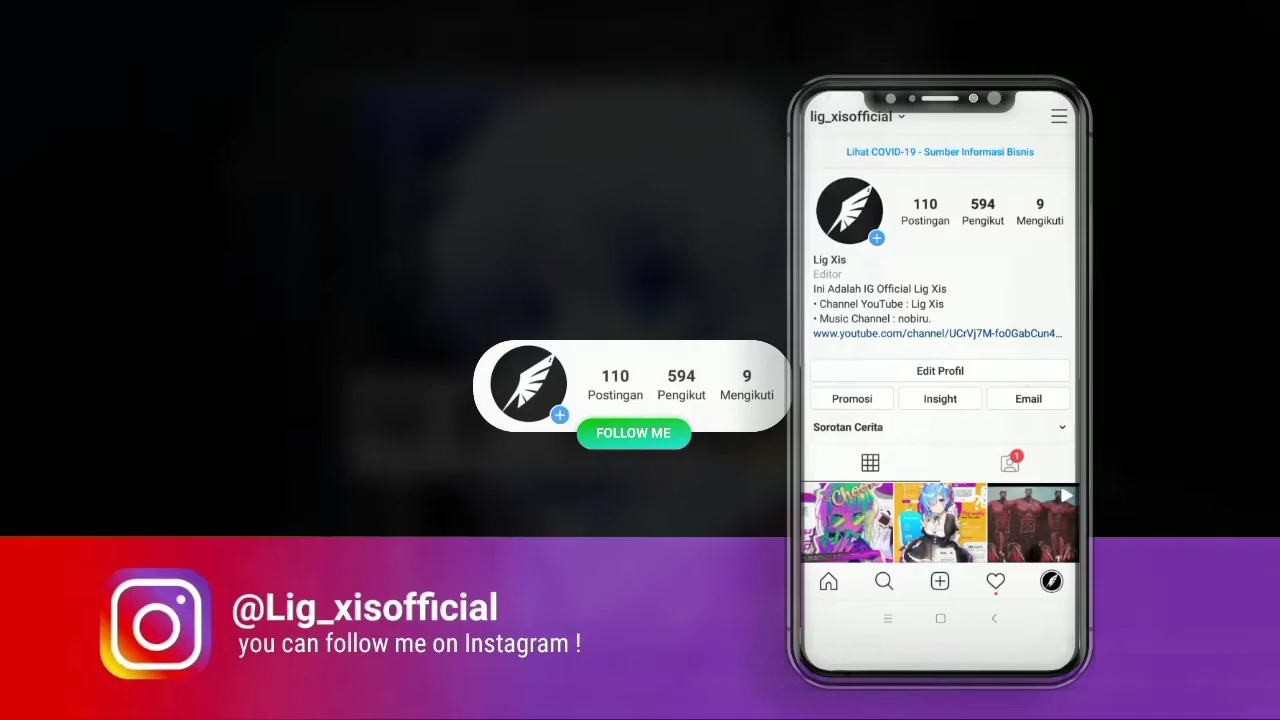 lig_xisofficial
Lihat COVID-19 - Sumber Informasi Bisnis
110 594 9
Postingan Pengikut Mengikuti
Lig Xis
Editor
Ini Adalah IG Official Lig Xis
• Channel YouTube : Lig Xis
• Music Channel : nobiru.
www.youtube.com/channel/UCrVj7M-fo0GabCun4...
Edit Profil
Promosi Insight Email
Sorotan Cerita
1
110 594 9
Postingan Pengikut Mengikuti
FOLLOW ME
@Lig_xisofficial
you can follow me on Instagram !